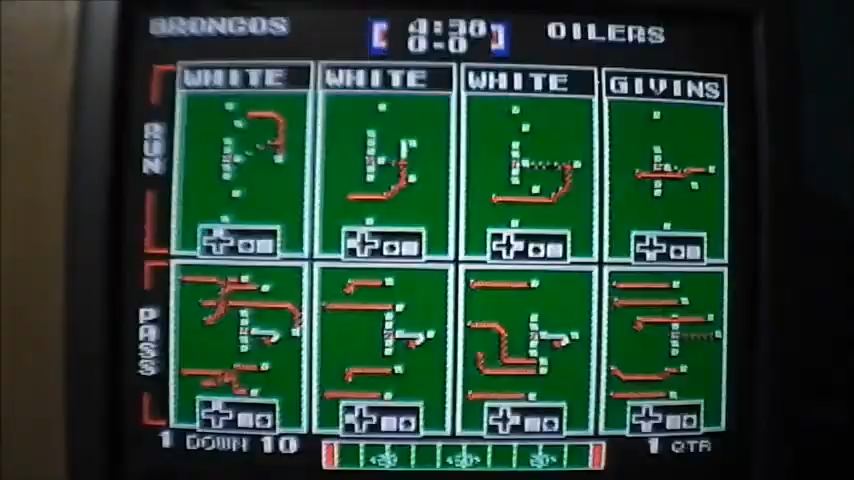 BRONCOS 4:30 OILERS
0-0
WHITE WHITE WHITE GIVINS
RUN
PASS
1 DOWN 10 1 QTR